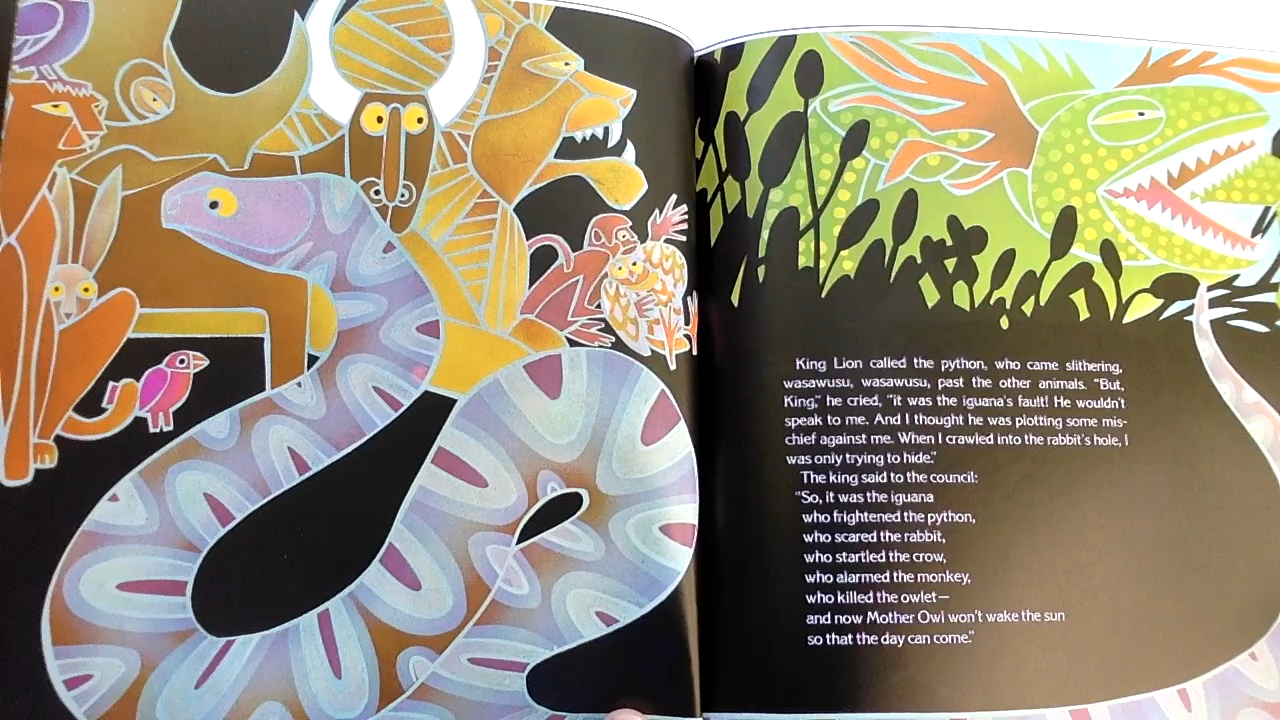 King Lion called the python, who came slithering,
wasawusu, wasawusu, past the other animals. "But,
King," he cried, "it was the iguana's fault! He wouldn't
speak to me. And I thought he was plotting some mis-
chief against me. When I crawled into the rabbit's hole, I
was only trying to hide."
The king said to the council:
"So, it was the iguana
who frightened the python,
who scared the rabbit,
who startled the crow,
who alarmed the monkey,
who killed the owlet—
and now Mother Owl won't wake the sun
so that the day can come."